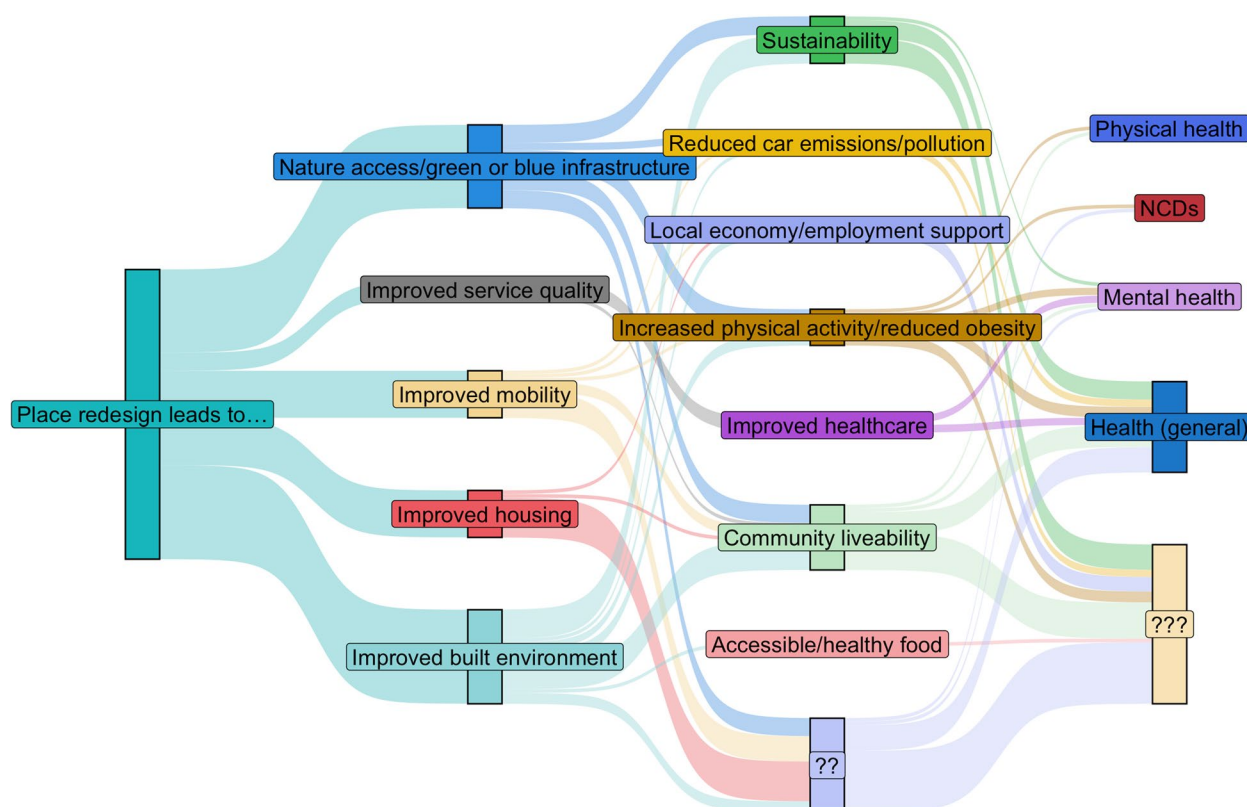 Place redesign leads to…
Nature access/green or blue infrastructure
Improved service quality
Improved mobility
Improved housing
Improved built environment
Sustainability
Reduced car emissions/pollution
Local economy/employment support
Increased physical activity/reduced obesity
Improved healthcare
Community liveability
Accessible/healthy food
??
Physical health
NCDs
Mental health
Health (general)
???